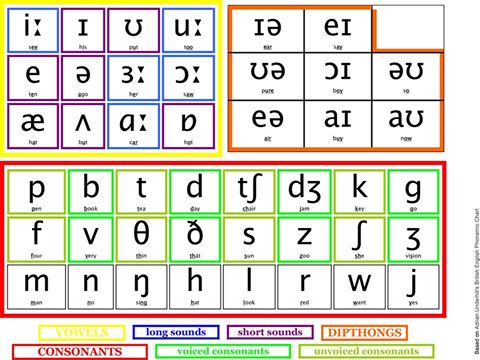 iː ɪ ʊ uː
see his put too
e ə ɜː ɔː
ten ago her saw
æ ʌ ɑː ɒ
hat but car hot
ɪə eɪ
ear say
ʊə ɔɪ əʊ
pure boy so
eə aɪ aʊ
air buy now
p b t d tʃ dʒ k g
pen book tea day chair jam key go
f v θ ð s z ʃ ʒ
four very thin that six zoo she vision
m n ŋ h l r w j
man no sing hat look red want yes
VOWELS long sounds short sounds DIPTHONGS
CONSONANTS voiced consonants unvoiced consonants
Based on Adrian Underhill's British English Phonemic Chart